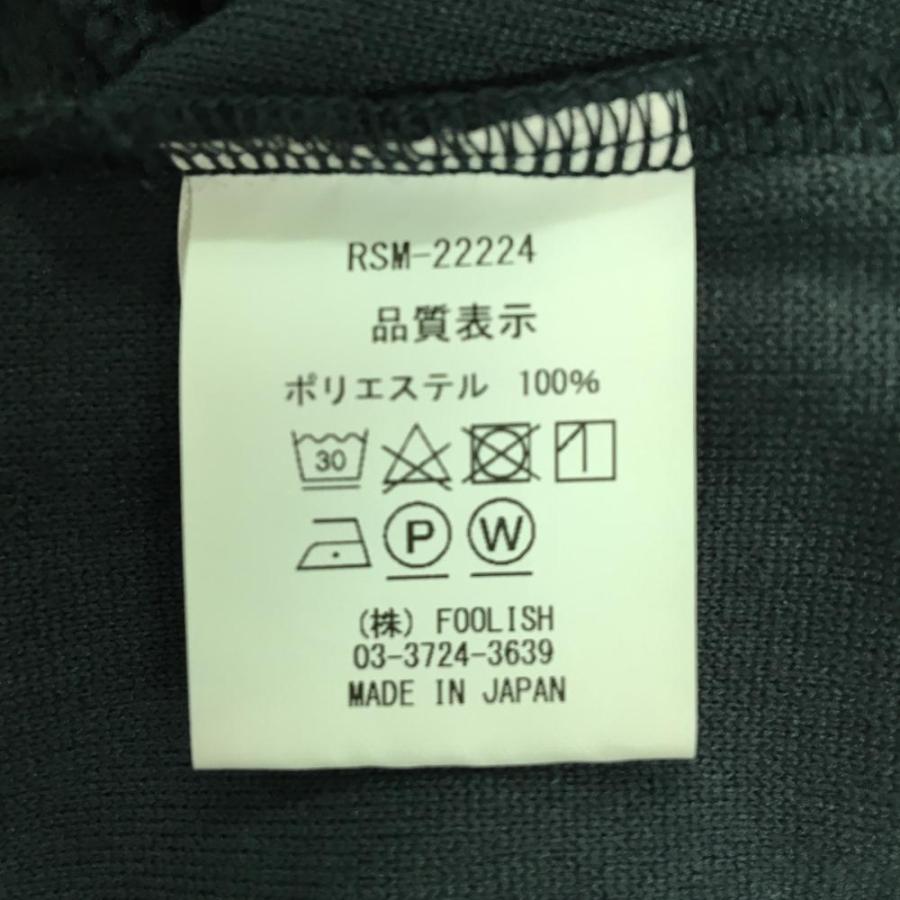 RSM-22224
品質表示
ポリエステル 100%
30
P W
(株) FOOLISH
03-3724-3639
MADE IN JAPAN